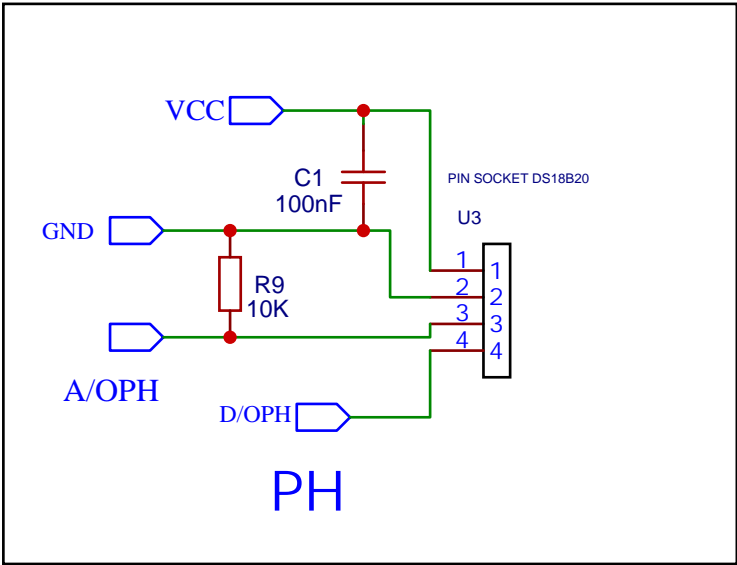 VCC
C1
100nF
PIN SOCKET DS18B20
U3
GND
R9
10K
1 1
2 2
3 3
4 4
A/OPH
D/OPH
PH